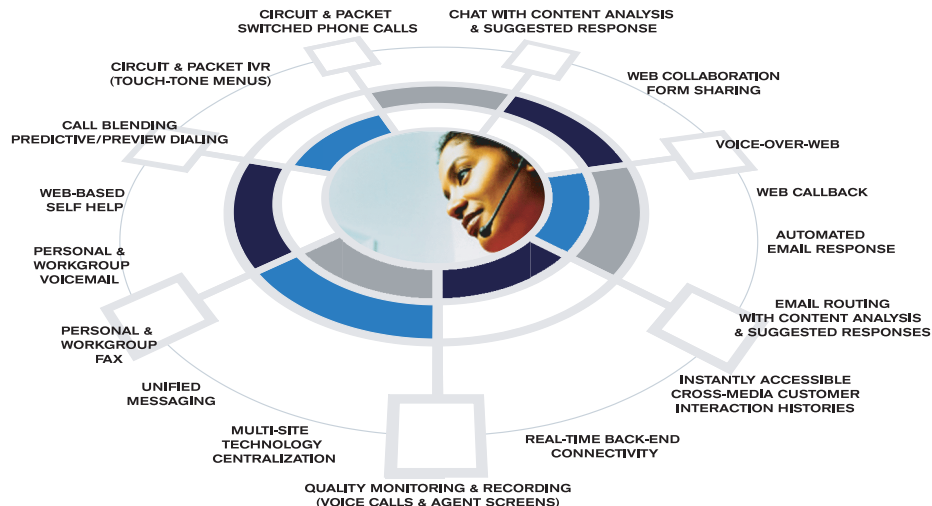 CIRCUIT & PACKET
SWITCHED PHONE CALLS
CHAT WITH CONTENT ANALYSIS
& SUGGESTED RESPONSE
WEB COLLABORATION
FORM SHARING
VOICE-OVER-WEB
WEB CALLBACK
AUTOMATED
EMAIL RESPONSE
EMAIL ROUTING
WITH CONTENT ANALYSIS
& SUGGESTED RESPONSES
INSTANTLY ACCESSIBLE
CROSS-MEDIA CUSTOMER
INTERACTION HISTORIES
REAL-TIME BACK-END
CONNECTIVITY
QUALITY MONITORING & RECORDING
(VOICE CALLS & AGENT SCREENS)
MULTI-SITE
TECHNOLOGY
CENTRALIZATION
UNIFIED
MESSAGING
PERSONAL &
WORKGROUP
FAX
PERSONAL &
WORKGROUP
VOICEMAIL
WEB-BASED
SELF HELP
CALL BLENDING
PREDICTIVE/PREVIEW DIALING
CIRCUIT & PACKET IVR
(TOUCH-TONE MENUS)